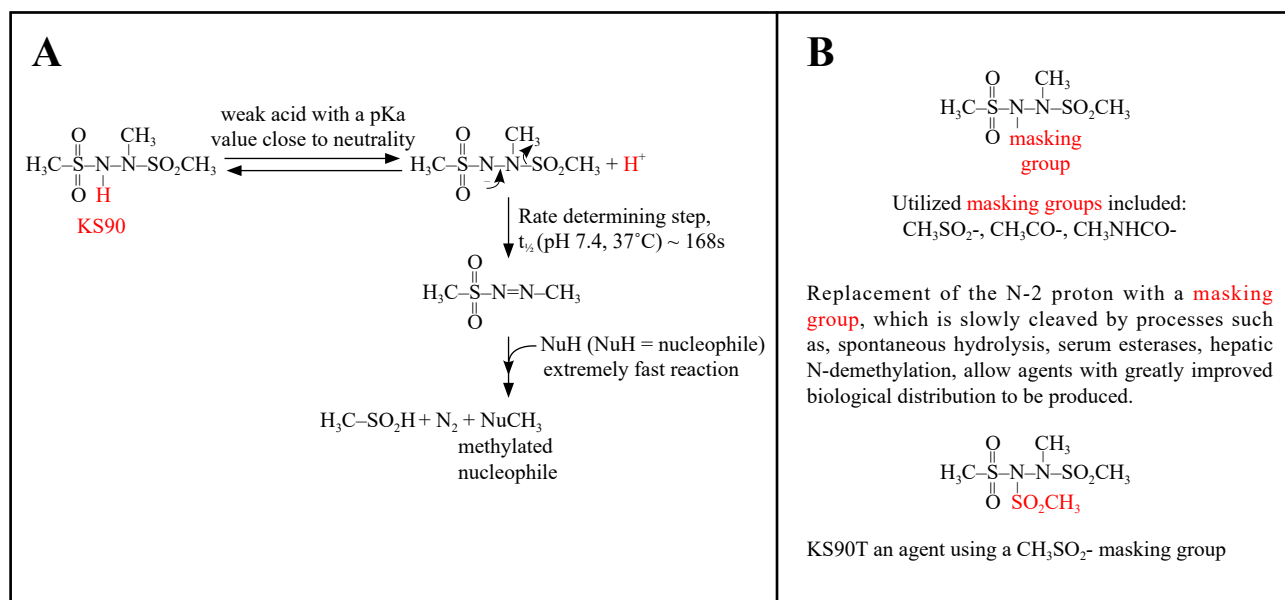 A
weak acid with a pKa
value close to neutrality
O
CH₃
H₃C–S–N–N–SO₂CH₃
O
H
KS90
O
CH₃
H₃C–S–N–N–SO₂CH₃ + H⁺
O
–
Rate determining step,
t½ (pH 7.4, 37˚C) ~ 168s
O
H₃C–S–N=N–CH₃
O
NuH (NuH = nucleophile)
extremely fast reaction
H₃C–SO₂H + N₂ + NuCH₃
methylated
nucleophile
B
O
CH₃
H₃C–S–N–N–SO₂CH₃
O
masking
group
Utilized masking groups included:
CH₃SO₂-, CH₃CO-, CH₃NHCO-
Replacement of the N-2 proton with a masking
group, which is slowly cleaved by processes such
as, spontaneous hydrolysis, serum esterases, hepatic
N-demethylation, allow agents with greatly improved
biological distribution to be produced.
O
CH₃
H₃C–S–N–N–SO₂CH₃
O
SO₂CH₃
KS90T an agent using a CH₃SO₂- masking group